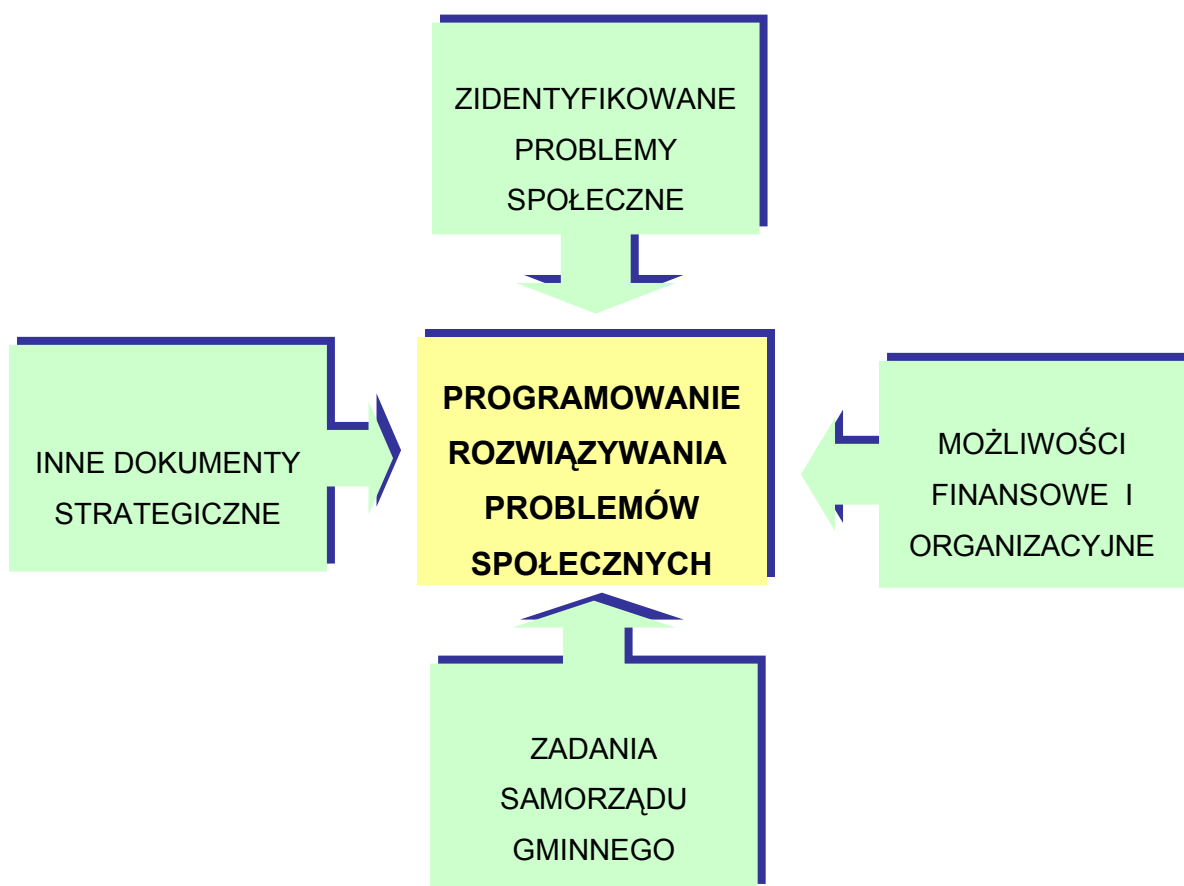 ZIDENTYFIKOWANE
PROBLEMY
SPOŁECZNE
INNE DOKUMENTY
STRATEGICZNE
PROGRAMOWANIE
ROZWIĄZYWANIA
PROBLEMÓW
SPOŁECZNYCH
MOŻLIWOŚCI
FINANSOWE I
ORGANIZACYJNE
ZADANIA
SAMORZĄDU
GMINNEGO